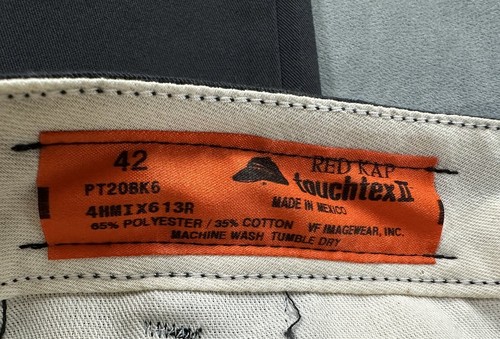 42
PT20BK6
4HMIX613R
RED KAP
touchtex II
MADE IN MEXICO
65% POLYESTER / 35% COTTON VF IMAGEWEAR, INC.
MACHINE WASH TUMBLE DRY